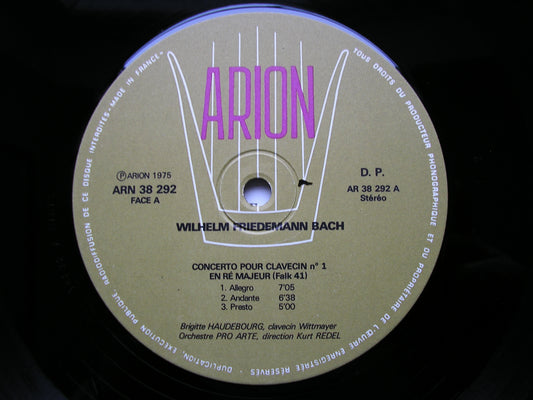 ARION
TOUS DROITS DU PRODUCTEUR PHONOGRAPHIQUE ET DU PROPRIÉTAIRE DE L'ŒUVRE ENREGISTRÉE RÉSERVÉS - DUPLICATION, EXÉCUTION PUBLIQUE, RADIODIFFUSION DE CE DISQUE INTERDITES - MADE IN FRANCE
Ⓟ ARION 1975
ARN 38 292
FACE A
D. P.
AR 38 292 A
Stéréo
WILHELM FRIEDEMANN BACH
CONCERTO POUR CLAVECIN n° 1
EN RÉ MAJEUR (Falk 41)
1. Allegro 7'05
2. Andante 6'38
3. Presto 5'00
Brigitte HAUDEBOURG, clavecin Wittmayer
Orchestre PRO ARTE, direction Kurt REDEL